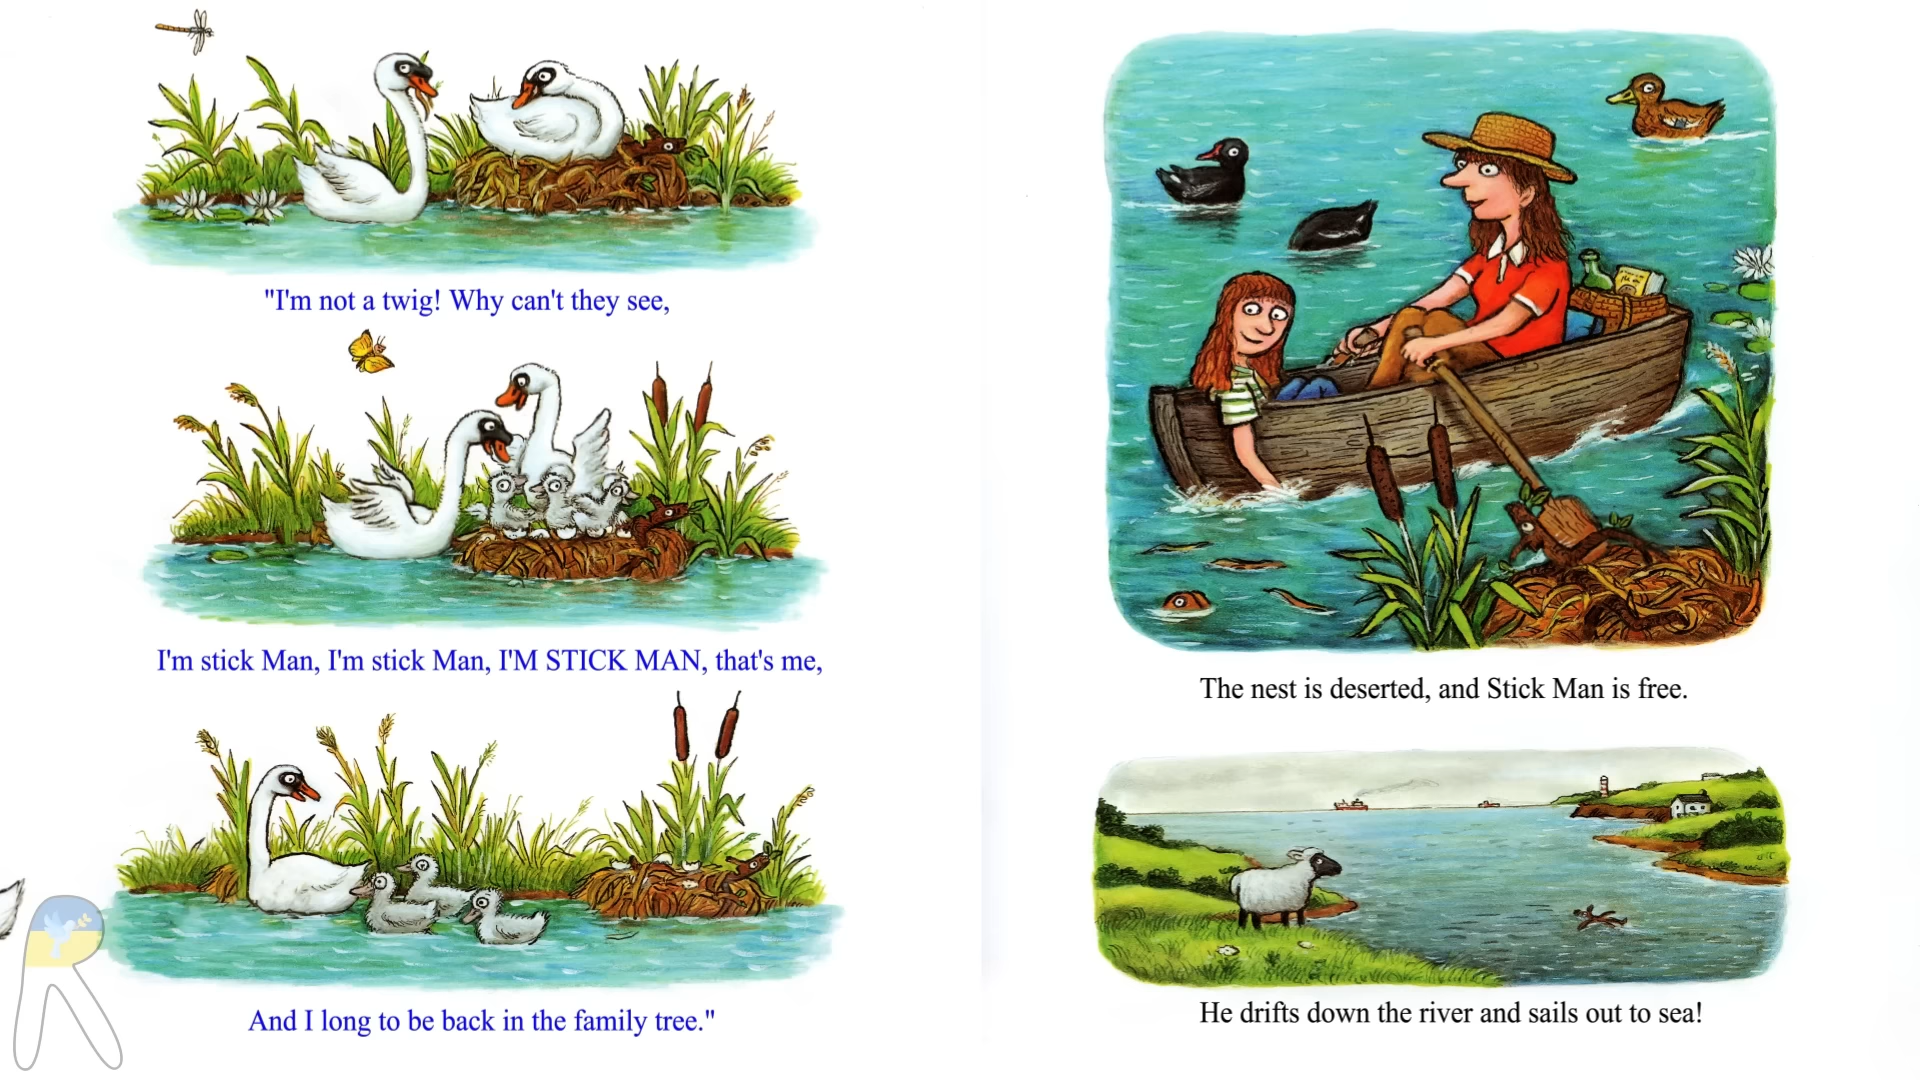 "I'm not a twig! Why can't they see,
I'm stick Man, I'm stick Man, I'M STICK MAN, that's me,
And I long to be back in the family tree."
The nest is deserted, and Stick Man is free.
He drifts down the river and sails out to sea!